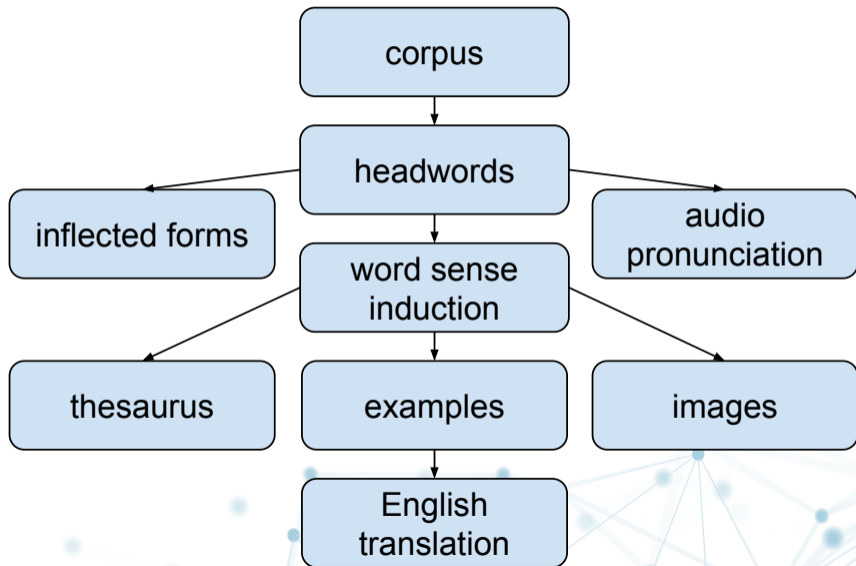 corpus
headwords
inflected forms
audio
pronunciation
word sense
induction
thesaurus
examples
images
English
translation